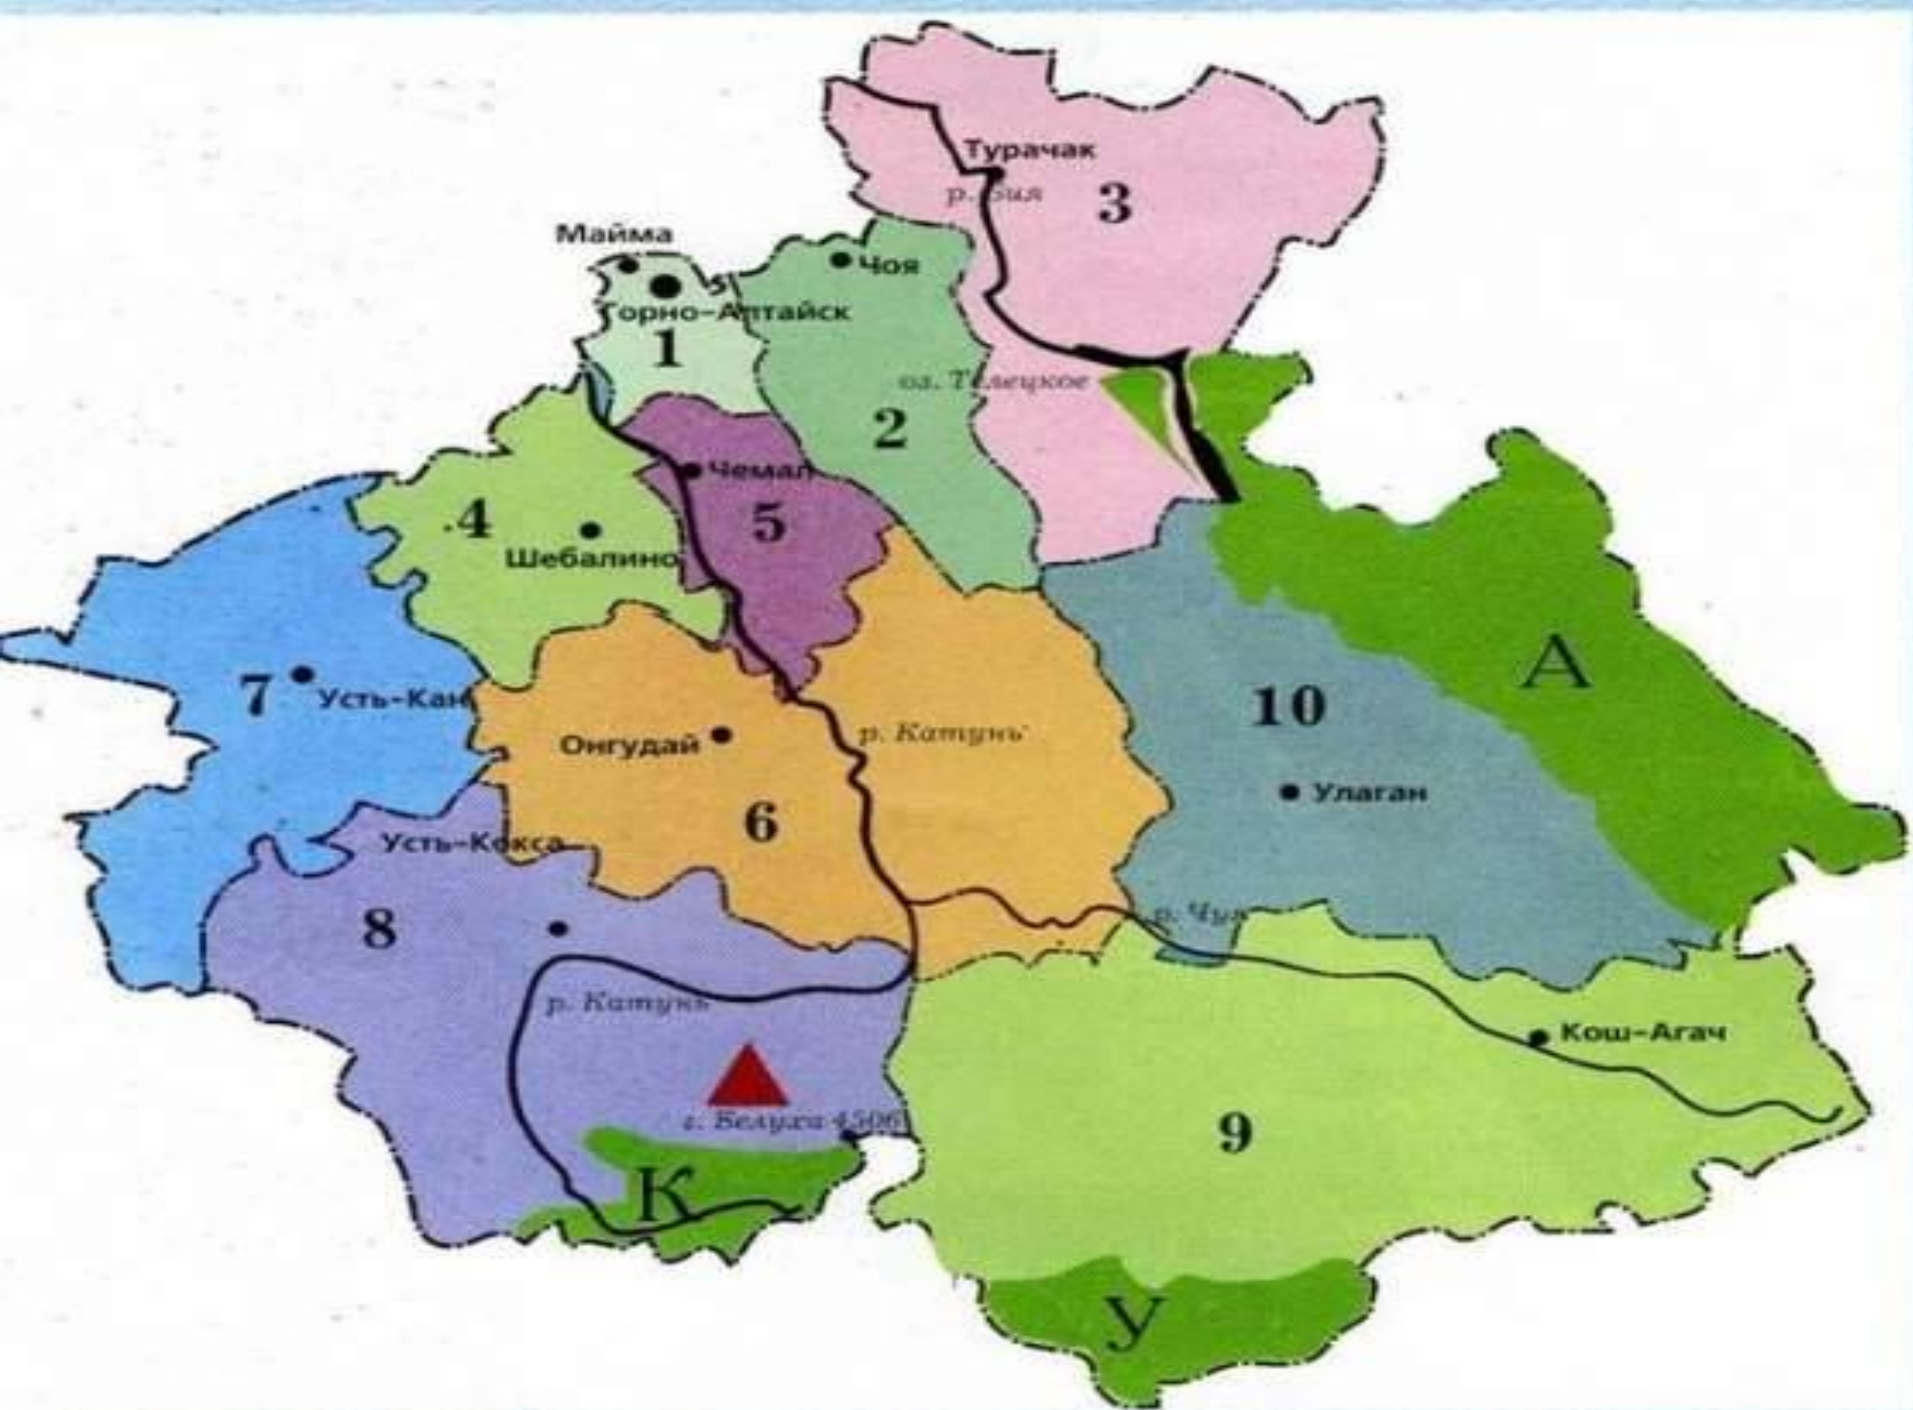 Турачак
р. Бия
3
Майма
Чоя
Горно-Алтайск
1
оз. Телецкое
2
Чемал
4
5
Шебалино
А
7
Усть-Кан
10
Онгудай
р. Катунь
Улаган
6
Усть-Кокса
8
р. Чуя
р. Катунь
Кош-Агач
г. Белуха 4506
9
К
У